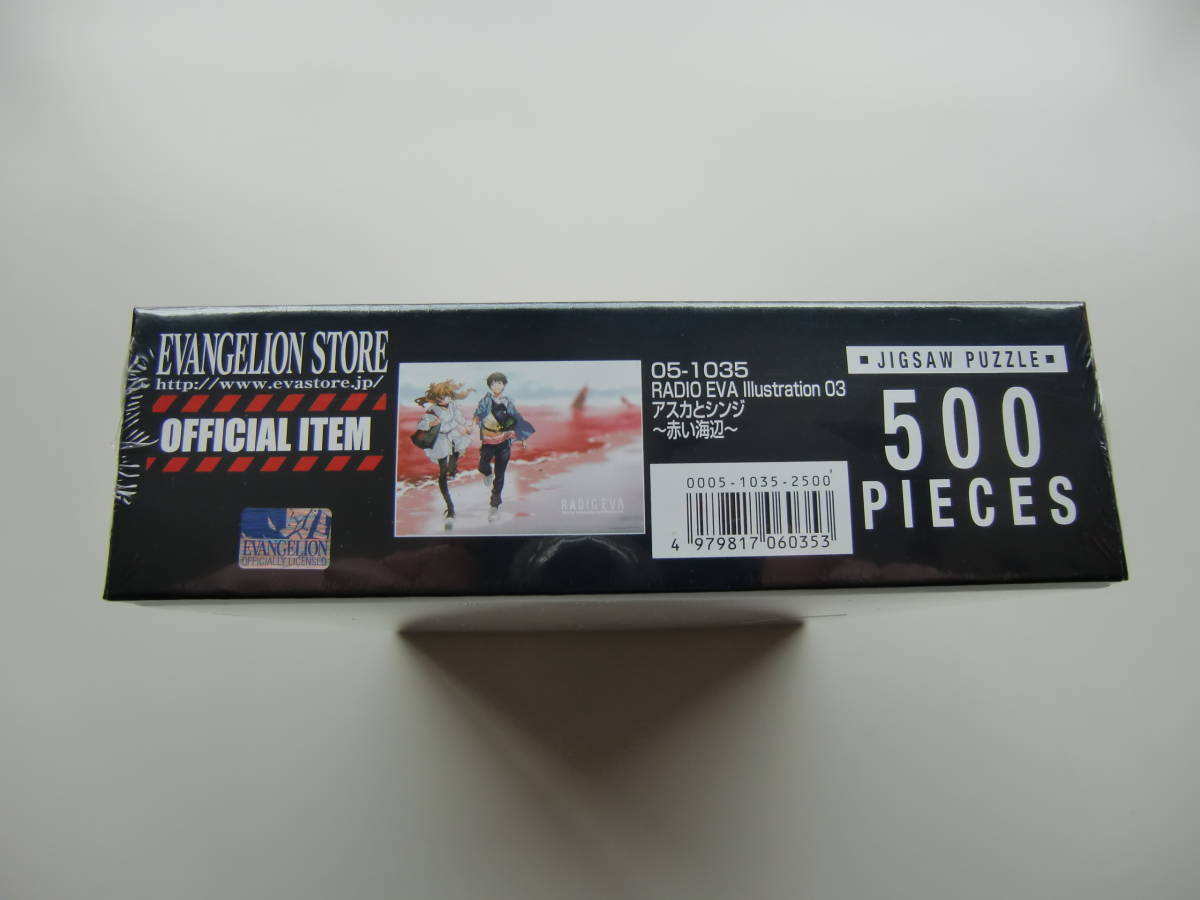 EVANGELION STORE
http://www.evastore.jp/
OFFICIAL ITEM
EVANGELION
OFFICIALLY LICENSED
RADIO EVA
05-1035
RADIO EVA Illustration 03
アスカとシンジ
～赤い海辺～
0005-1035-2500
4 979817 060353
JIGSAW PUZZLE
500
PIECES